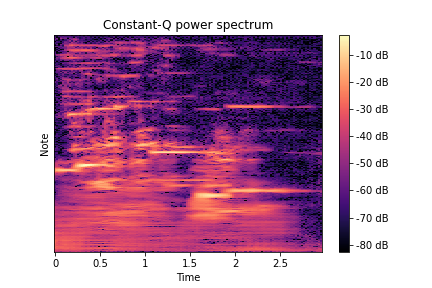 Constant-Q power spectrum
Note
-10 dB
-20 dB
-30 dB
-40 dB
-50 dB
-60 dB
-70 dB
-80 dB
0 0.5 1 1.5 2 2.5
Time